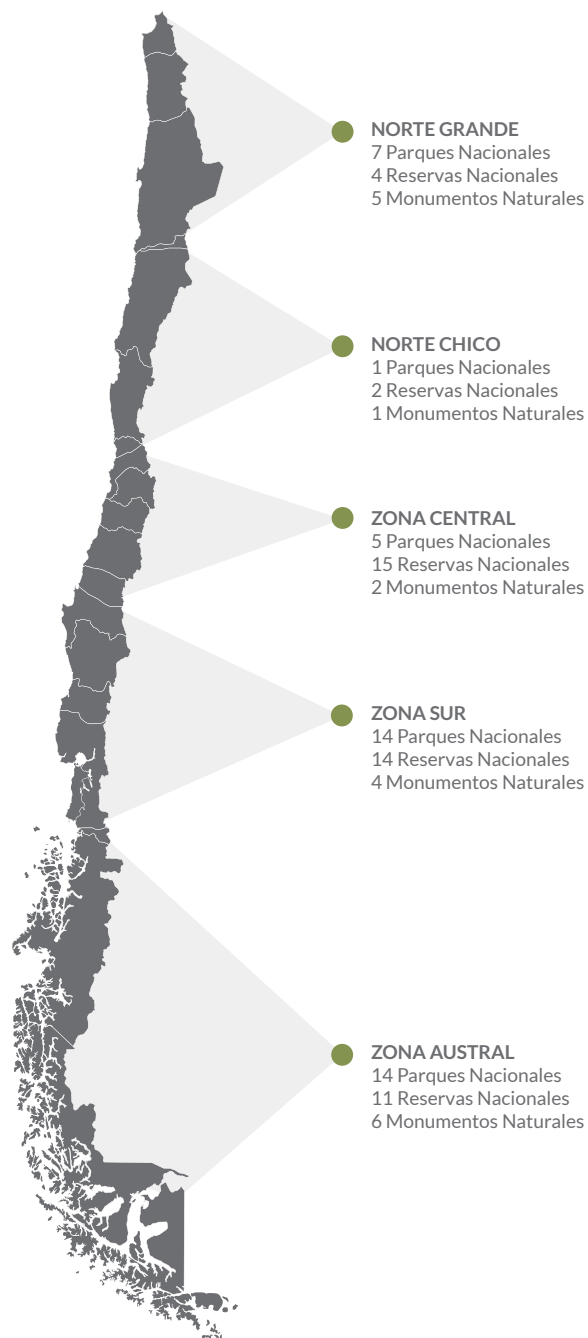 NORTE GRANDE
7 Parques Nacionales
4 Reservas Nacionales
5 Monumentos Naturales
NORTE CHICO
1 Parques Nacionales
2 Reservas Nacionales
1 Monumentos Naturales
ZONA CENTRAL
5 Parques Nacionales
15 Reservas Nacionales
2 Monumentos Naturales
ZONA SUR
14 Parques Nacionales
14 Reservas Nacionales
4 Monumentos Naturales
ZONA AUSTRAL
14 Parques Nacionales
11 Reservas Nacionales
6 Monumentos Naturales